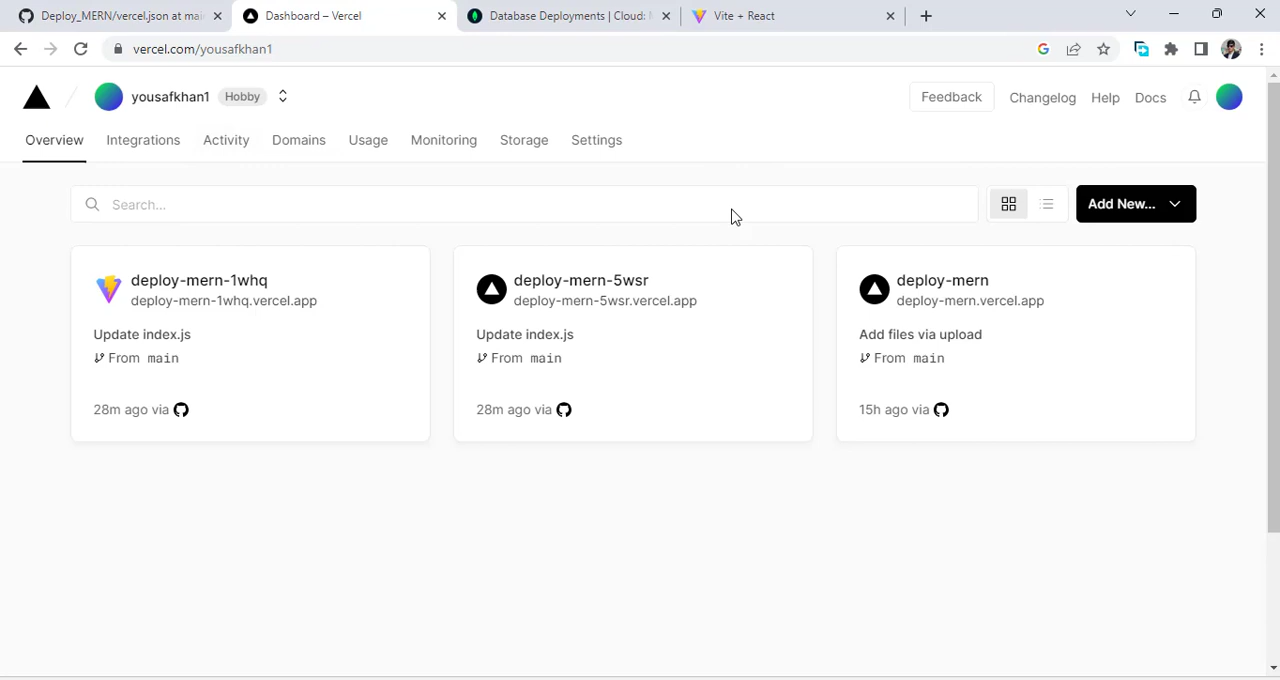 Deploy_MERN/vercel.json at mai
Dashboard – Vercel
Database Deployments | Cloud: M
Vite + React
vercel.com/yousafkhan1
yousafkhan1
Hobby
Feedback
Changelog
Help
Docs
Overview
Integrations
Activity
Domains
Usage
Monitoring
Storage
Settings
Search...
Add New...
deploy-mern-1whq
deploy-mern-1whq.vercel.app
Update index.js
From main
28m ago via
deploy-mern-5wsr
deploy-mern-5wsr.vercel.app
Update index.js
From main
28m ago via
deploy-mern
deploy-mern.vercel.app
Add files via upload
From main
15h ago via